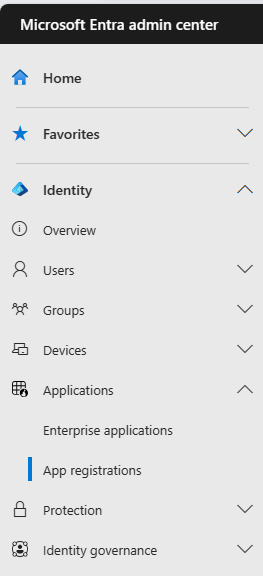 Microsoft Entra admin center
Home
Favorites
Identity
Overview
Users
Groups
Devices
Applications
Enterprise applications
App registrations
Protection
Identity governance